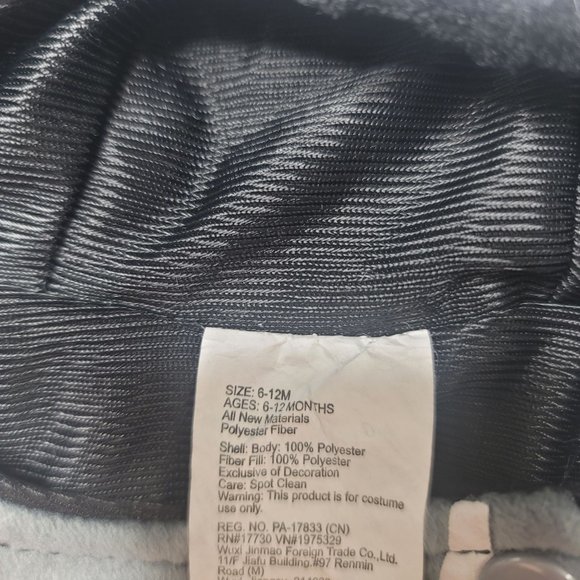 SIZE: 6-12M
AGES: 6-12MONTHS
All New Materials
Polyester Fiber
Shell: Body: 100% Polyester
Fiber Fill: 100% Polyester
Exclusive of Decoration
Care: Spot Clean
Warning: This product is for costume
use only.
REG. NO. PA-17833 (CN)
RN#17730 VN#1975329
Wuxi Jinmao Foreign Trade Co.,Ltd
11/F Jiafu Building,#97 Renmin
Road (M)